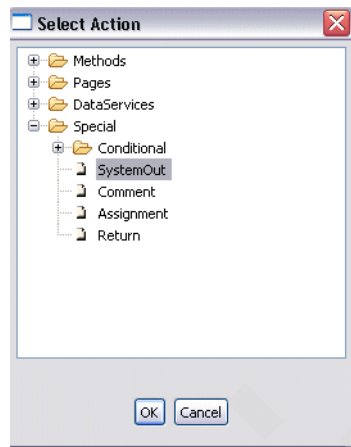 Select Action
Methods
Pages
DataServices
Special
Conditional
SystemOut
Comment
Assignment
Return
OK Cancel